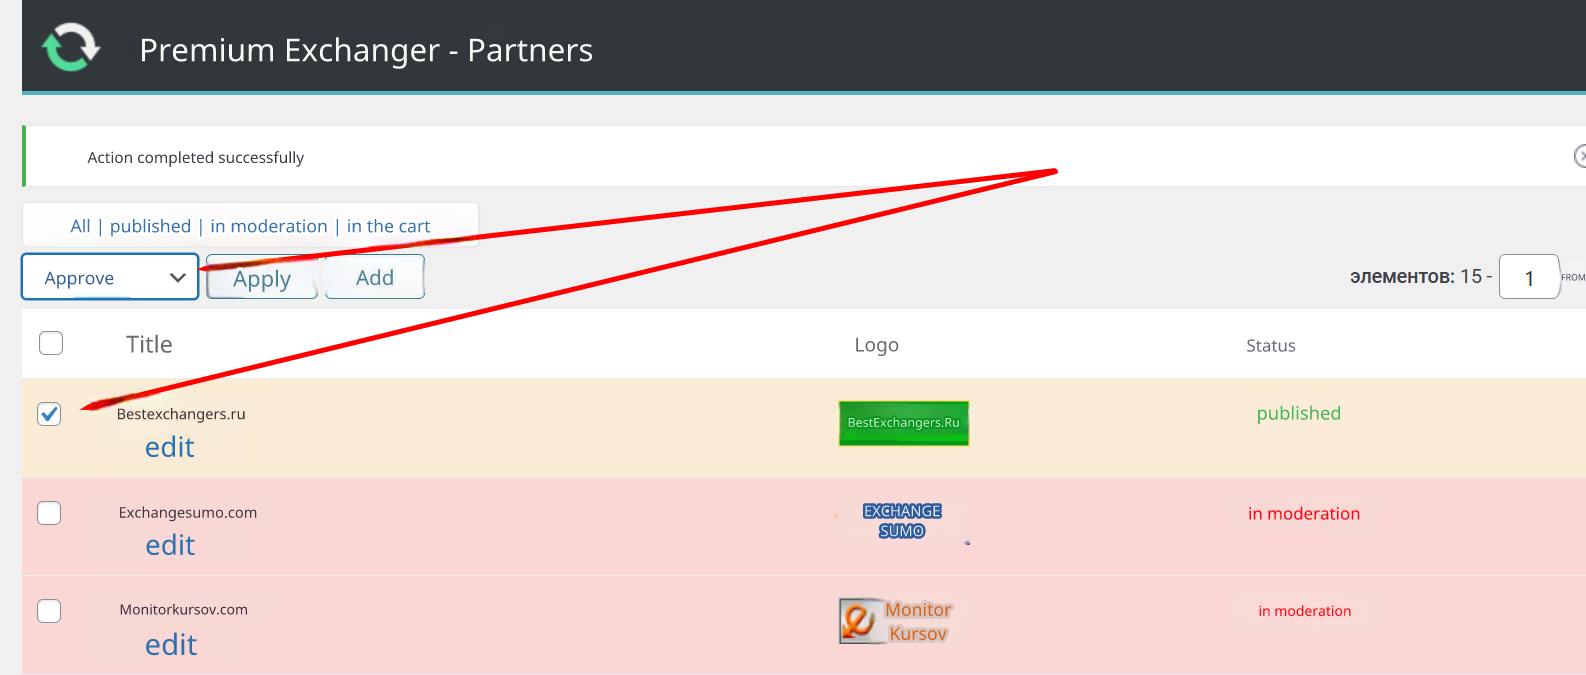 Premium Exchanger - Partners
Action completed successfully
All | published | in moderation | in the cart
Approve
Apply
Add
элементов: 15 -
1
FROM
Title
Logo
Status
Bestexchangers.ru
BestExchangers.Ru
published
edit
Exchangesumo.com
EXCHANGE
SUMO
in moderation
edit
Monitorkursov.com
Monitor
Kursov
in moderation
edit